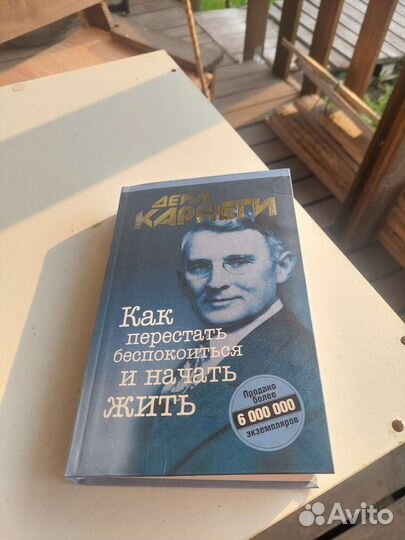 ДЕЙЛ
КАРНЕГИ
Как
перестать
беспокоиться
и начать
жить
Продано
более
6 000 000
экземпляров
Avito